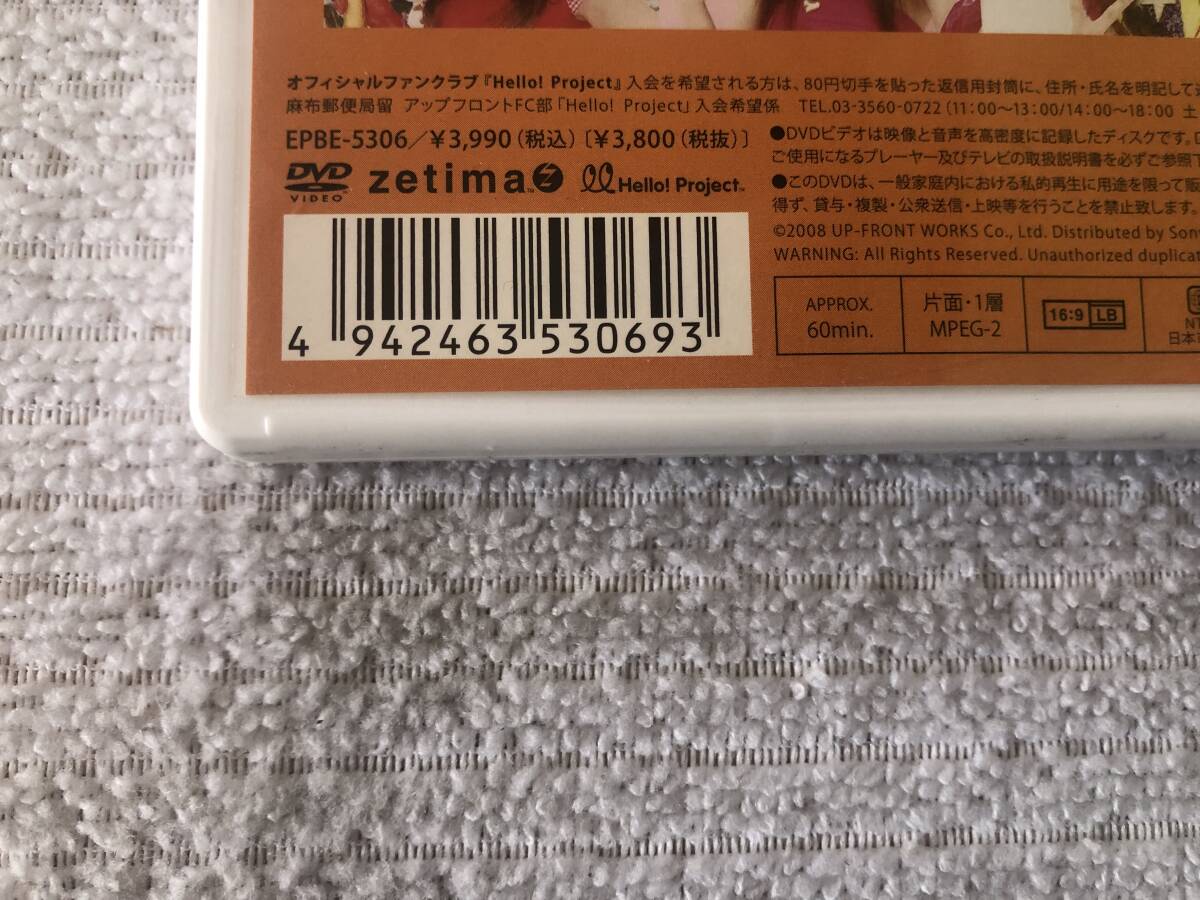 オフィシャルファンクラブ『Hello! Project』入会を希望される方は、80円切手を貼った返信用封筒に、住所・氏名を明記して
麻布郵便局留 アップフロントFC部「Hello! Project」入会希望係 TEL.03-3560-0722 (11:00〜13:00/14:00〜18:00 土
EPBE-5306/¥3,990(税込)〔¥3,800(税抜)〕
DVD VIDEO zetima Hello! Project™
●DVDビデオは映像と音声を高密度に記録したディスクです。
ご使用になるプレーヤー及びテレビの取扱説明書を必ずご参照下
●このDVDは、一般家庭内における私的再生に用途を限って販
得ず、貸与・複製・公衆送信・上映等を行うことを禁止致します。
©2008 UP-FRONT WORKS Co., Ltd. Distributed by Sony
WARNING: All Rights Reserved. Unauthorized duplicat
4 942463 530693
APPROX.
60min.
片面・1層
MPEG-2
16:9 LB
日本